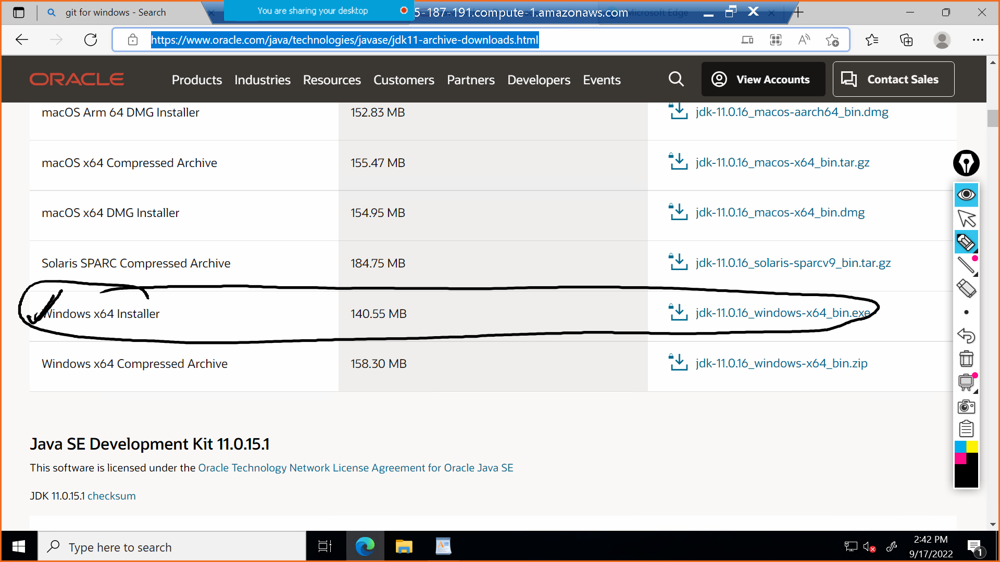 git for windows - Search
You are sharing your desktop
5-187-191.compute-1.amazonaws.com
Microsoft Edge
https://www.oracle.com/java/technologies/javase/jdk11-archive-downloads.html
ORACLE
Products Industries Resources Customers Partners Developers Events
View Accounts
Contact Sales
macOS Arm 64 DMG Installer 152.83 MB jdk-11.0.16_macos-aarch64_bin.dmg
macOS x64 Compressed Archive 155.47 MB jdk-11.0.16_macos-x64_bin.tar.gz
macOS x64 DMG Installer 154.95 MB jdk-11.0.16_macos-x64_bin.dmg
Solaris SPARC Compressed Archive 184.75 MB jdk-11.0.16_solaris-sparcv9_bin.tar.gz
Windows x64 Installer 140.55 MB jdk-11.0.16_windows-x64_bin.exe
Windows x64 Compressed Archive 158.30 MB jdk-11.0.16_windows-x64_bin.zip
Java SE Development Kit 11.0.15.1
This software is licensed under the Oracle Technology Network License Agreement for Oracle Java SE
JDK 11.0.15.1 checksum
Type here to search
2:42 PM
9/17/2022
1